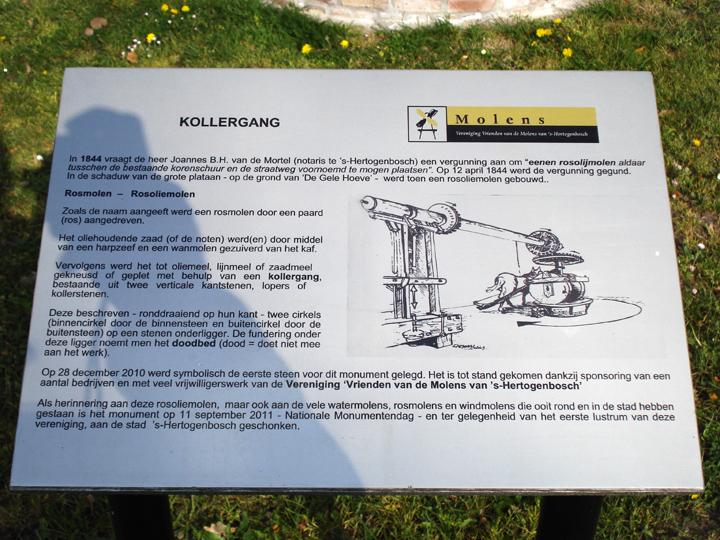 KOLLERGANG
Molens
Vereniging Vrienden van de Molens van 's-Hertogenbosch
In 1844 vraagt de heer Joannes B.H. van de Mortel (notaris te 's-Hertogenbosch) een vergunning aan om "eenen rosolijmolen aldaar
tusschen de bestaande korenschuur en de straatweg voornoemd te mogen plaatsen". Op 12 april 1844 werd de vergunning gegund.
In de schaduw van de grote plataan - op de grond van 'De Gele Hoeve' - werd toen een rosoliemolen gebouwd..
Rosmolen – Rosoliemolen
Zoals de naam aangeeft werd een rosmolen door een paard
(ros) aangedreven.
Het oliehoudende zaad (of de noten) werd(en) door middel
van een harpzeef en een wanmolen gezuiverd van het kaf.
Vervolgens werd het tot oliemeel, lijnmeel of zaadmeel
gekneusd of geplet met behulp van een kollergang,
bestaande uit twee verticale kantstenen, lopers of
kollerstenen.
Deze beschreven - ronddraaiend op hun kant - twee cirkels
(binnencirkel door de binnensteen en buitencirkel door de
buitensteen) op een stenen onderligger. De fundering onder
deze ligger noemt men het doodbed (dood = doet niet mee
aan het werk).
Op 28 december 2010 werd symbolisch de eerste steen voor dit monument gelegd. Het is tot stand gekomen dankzij sponsoring van een
aantal bedrijven en met veel vrijwilligerswerk van de Vereniging 'Vrienden van de Molens van 's-Hertogenbosch'
Als herinnering aan deze rosoliemolen, maar ook aan de vele watermolens, rosmolens en windmolens die ooit rond en in de stad hebben
gestaan is het monument op 11 september 2011 - Nationale Monumentendag - en ter gelegenheid van het eerste lustrum van deze
vereniging, aan de stad 's-Hertogenbosch geschonken.